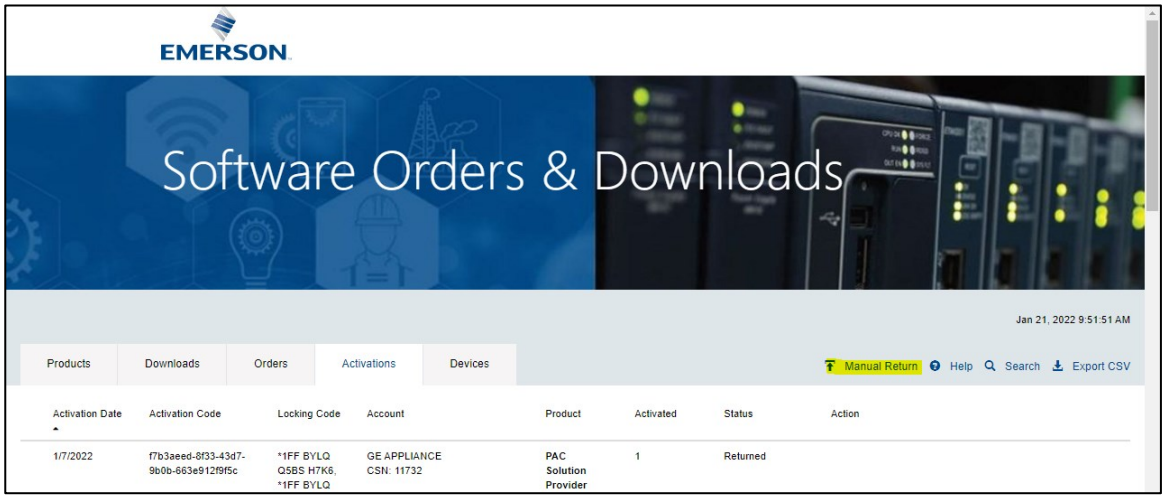 EMERSON
Software Orders & Downloads
Jan 21, 2022 9:51:51 AM
Products Downloads Orders Activations Devices
Manual Return Help Search Export CSV
Activation Date Activation Code Locking Code Account Product Activated Status Action
1/7/2022 f7b3aeed-8f33-43d7- *1FF BYLQ GE APPLIANCE PAC 1 Returned
9b0b-663e912f9f5c Q5BS H7K6, CSN: 11732 Solution
*1FF BYLQ Provider